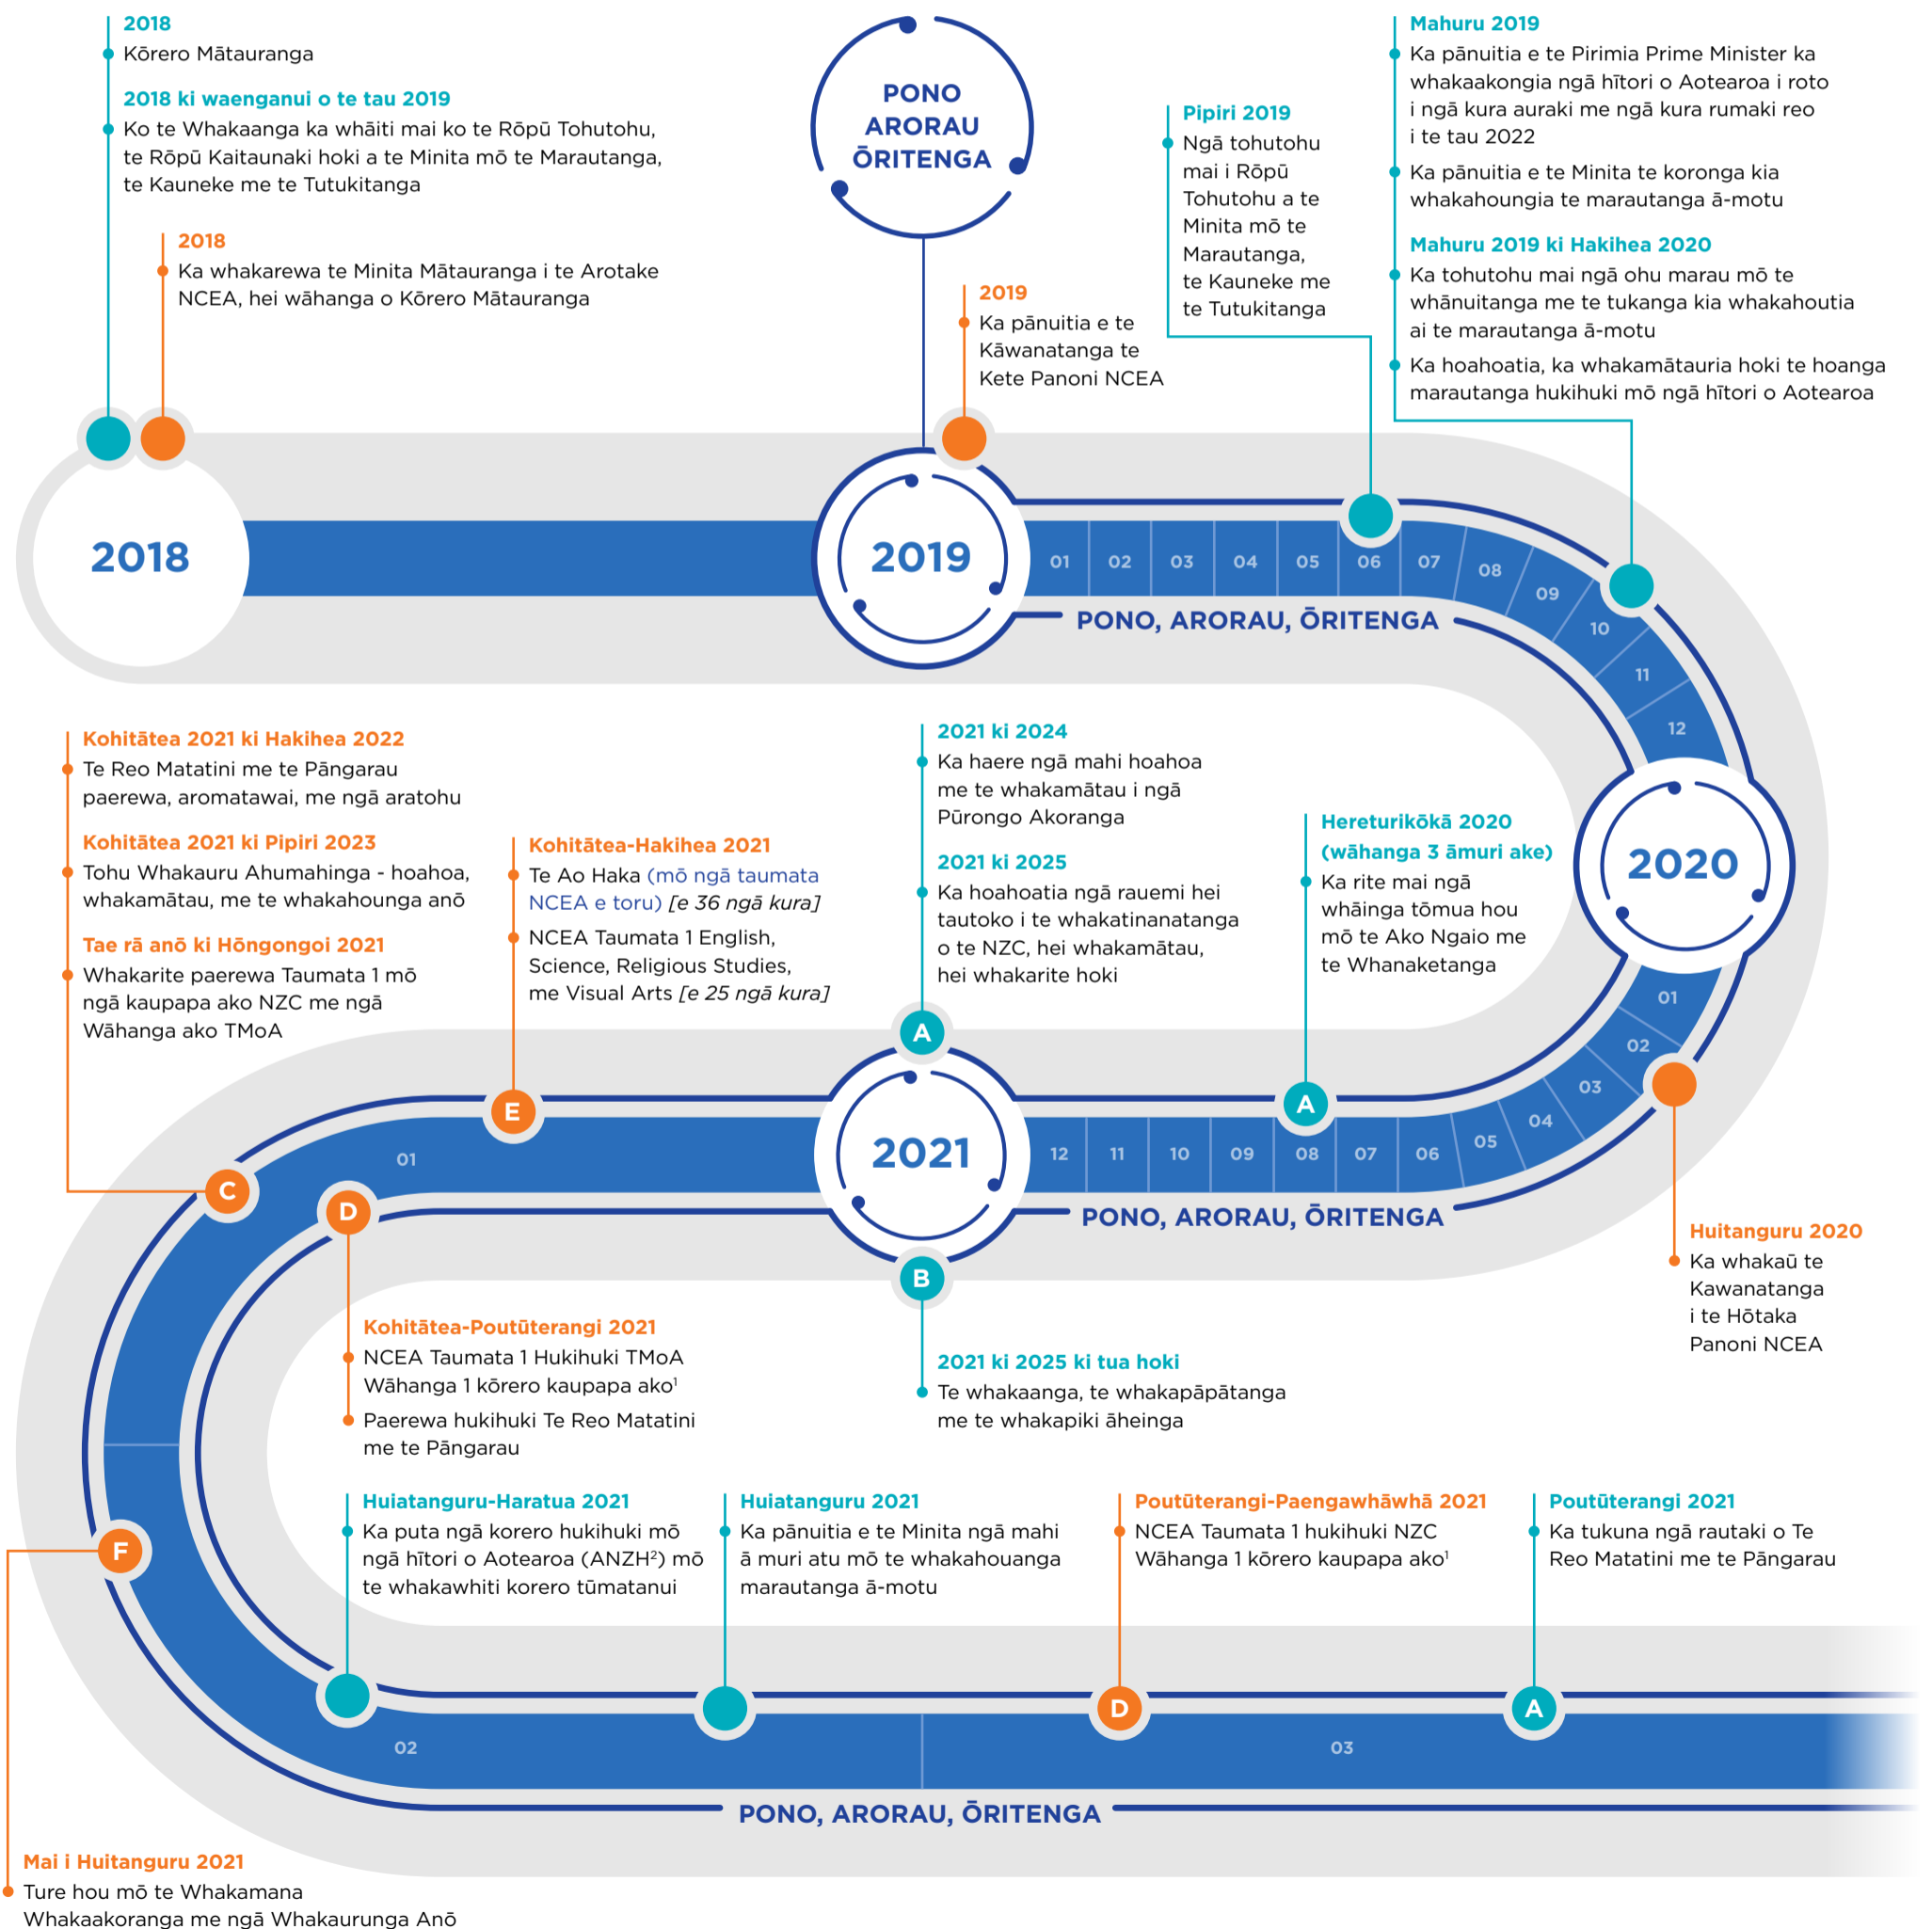 2018
Kōrero Mātauranga
2018 ki waenganui o te tau 2019
Ko te Whakaanga ka whāiti mai ko te Rōpū Tohutohu,
te Rōpū Kaitaunaki hoki a te Minita mō te Marautanga,
te Kauneke me te Tutukitanga
2018
Ka whakarewa te Minita Mātauranga i te Arotake
NCEA, hei wāhanga o Kōrero Mātauranga
PONO
ARORAU
ŌRITENGA
2019
Ka pānuitia e te
Kāwanatanga te
Kete Panoni NCEA
Pipiri 2019
Ngā tohutohu
mai i Rōpū
Tohutohu a te
Minita mō te
Marautanga,
te Kauneke me
te Tutukitanga
Mahuru 2019
Ka pānuitia e te Pirimia Prime Minister ka
whakaakongia ngā hītori o Aotearoa i roto
i ngā kura auraki me ngā kura rumaki reo
i te tau 2022
Ka pānuitia e te Minita te koronga kia
whakahoungia te marautanga ā-motu
Mahuru 2019 ki Hakihea 2020
Ka tohutohu mai ngā ohu marau mō te
whānuitanga me te tukanga kia whakahoutia
ai te marautanga ā-motu
Ka hoahoatia, ka whakamātauria hoki te hoanga
marautanga hukihuki mō ngā hītori o Aotearoa
2018
2019
01
02
03
04
05
06
07
08
09
10
11
12
PONO, ARORAU, ŌRITENGA
2020
Kohitātea 2021 ki Hakihea 2022
Te Reo Matatini me te Pāngarau
paerewa, aromatawai, me ngā aratohu
Kohitātea 2021 ki Pipiri 2023
Tohu Whakauru Ahumahinga - hoahoa,
whakamātau, me te whakahounga anō
Tae rā anō ki Hōngongoi 2021
Whakarite paerewa Taumata 1 mō
ngā kaupapa ako NZC me ngā
Wāhanga ako TMoA
Kohitātea-Hakihea 2021
Te Ao Haka (mō ngā taumata
NCEA e toru) [e 36 ngā kura]
NCEA Taumata 1 English,
Science, Religious Studies,
me Visual Arts [e 25 ngā kura]
2021 ki 2024
Ka haere ngā mahi hoahoa
me te whakamātau i ngā
Pūrongo Akoranga
2021 ki 2025
Ka hoahoatia ngā rauemi hei
tautoko i te whakatinanatanga
o te NZC, hei whakamātau,
hei whakarite hoki
Hereturikōkā 2020
(wāhanga 3 āmuri ake)
Ka rite mai ngā
whāinga tōmua hou
mō te Ako Ngaio me
te Whanaketanga
01
02
03
04
05
06
07
08
09
10
11
12
A
A
2021
B
E
C
D
01
PONO, ARORAU, ŌRITENGA
Huitanguru 2020
Ka whakaū te
Kawanatanga
i te Hōtaka
Panoni NCEA
Kohitātea-Poutūterangi 2021
NCEA Taumata 1 Hukihuki TMoA
Wāhanga 1 kōrero kaupapa ako¹
Paerewa hukihuki Te Reo Matatini
me te Pāngarau
2021 ki 2025 ki tua hoki
Te whakaanga, te whakapāpātanga
me te whakapiki āheinga
F
Huiatanguru-Haratua 2021
Ka puta ngā korero hukihuki mō
ngā hītori o Aotearoa (ANZH²) mō
te whakawhiti korero tūmatanui
Huiatanguru 2021
Ka pānuitia e te Minita ngā mahi
ā muri atu mō te whakahouanga
marautanga ā-motu
Poutūterangi-Paengawhāwhā 2021
NCEA Taumata 1 hukihuki NZC
Wāhanga 1 kōrero kaupapa ako¹
Poutūterangi 2021
Ka tukuna ngā rautaki o Te
Reo Matatini me te Pāngarau
D
A
02
03
PONO, ARORAU, ŌRITENGA
Mai i Huitanguru 2021
Ture hou mō te Whakamana
Whakaakoranga me ngā Whakaurunga Anō